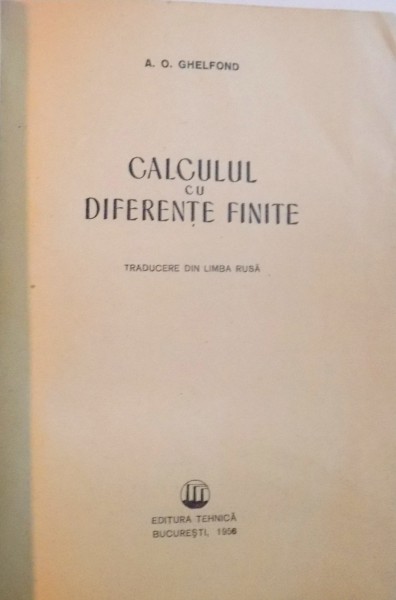 A. O. GHELFOND
CALCULUL
CU
DIFERENȚE FINITE
TRADUCERE DIN LIMBA RUSĂ
EDITURA TEHNICĂ
BUCUREȘTI, 1956